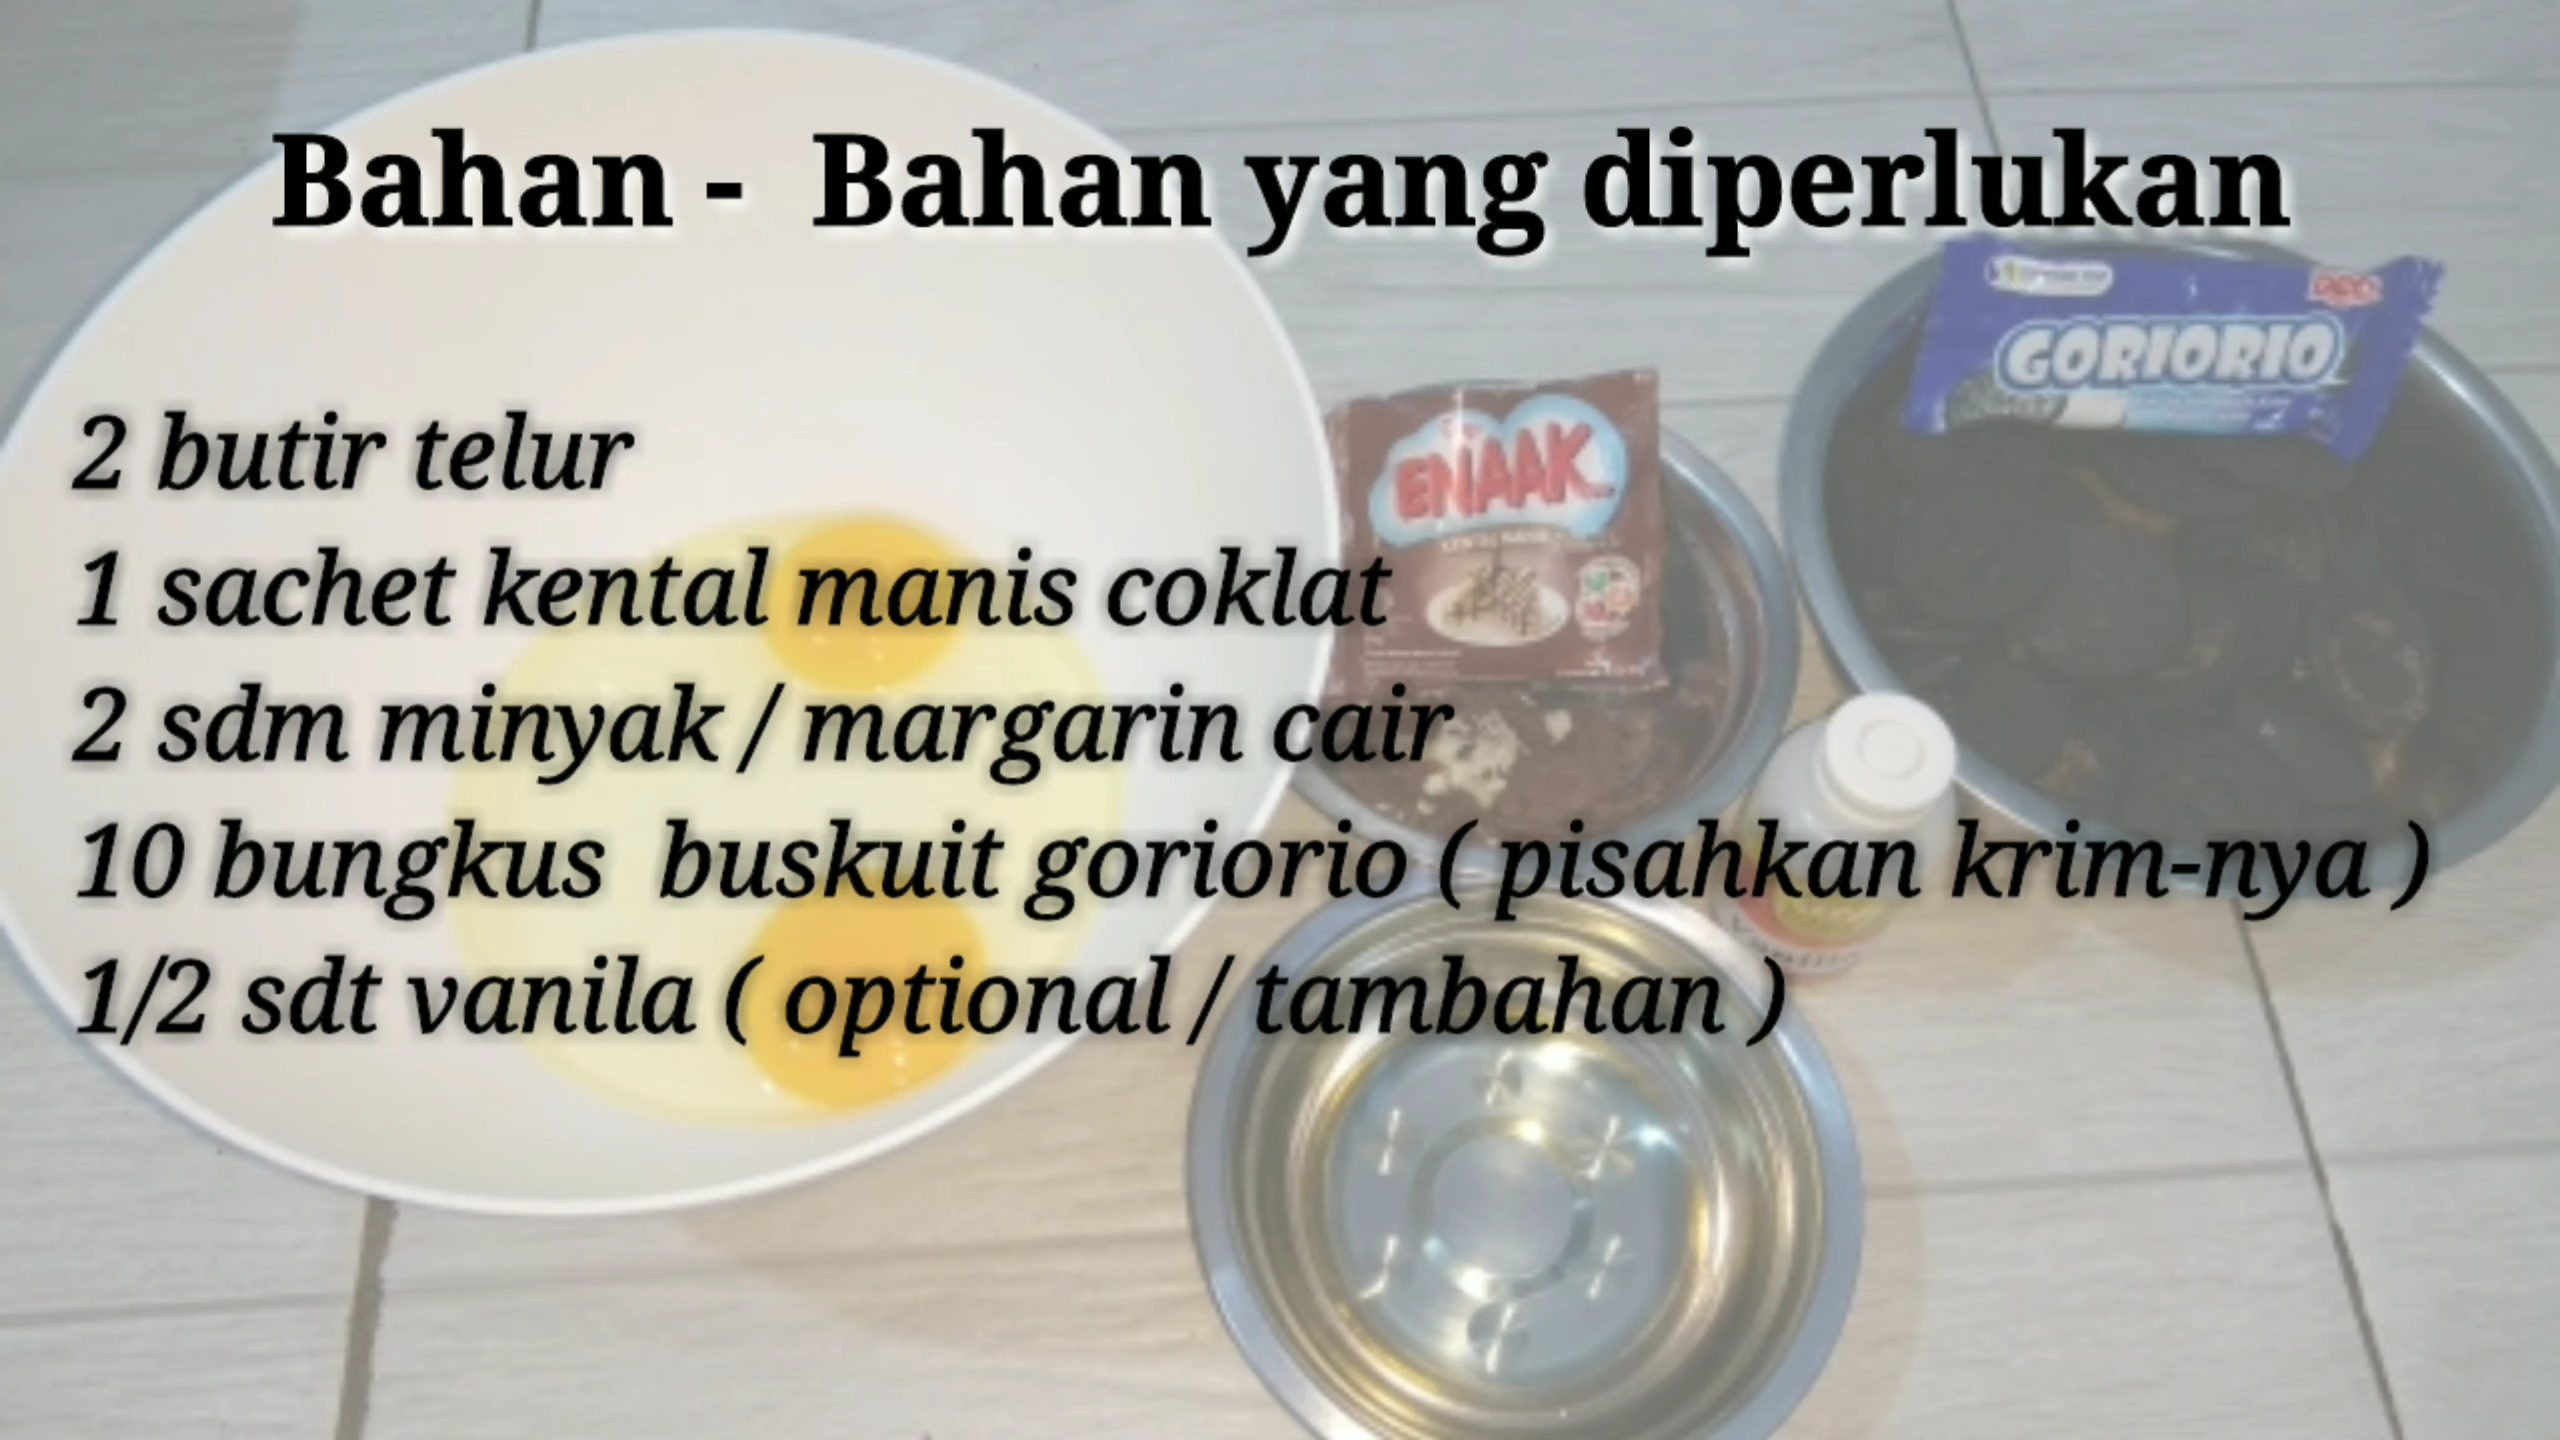 Bahan - Bahan yang diperlukan
GORIORIO
ENAAK
2 butir telur
1 sachet kental manis coklat
2 sdm minyak / margarin cair
10 bungkus buskuit goriorio ( pisahkan krim-nya )
1/2 sdt vanila ( optional / tambahan )